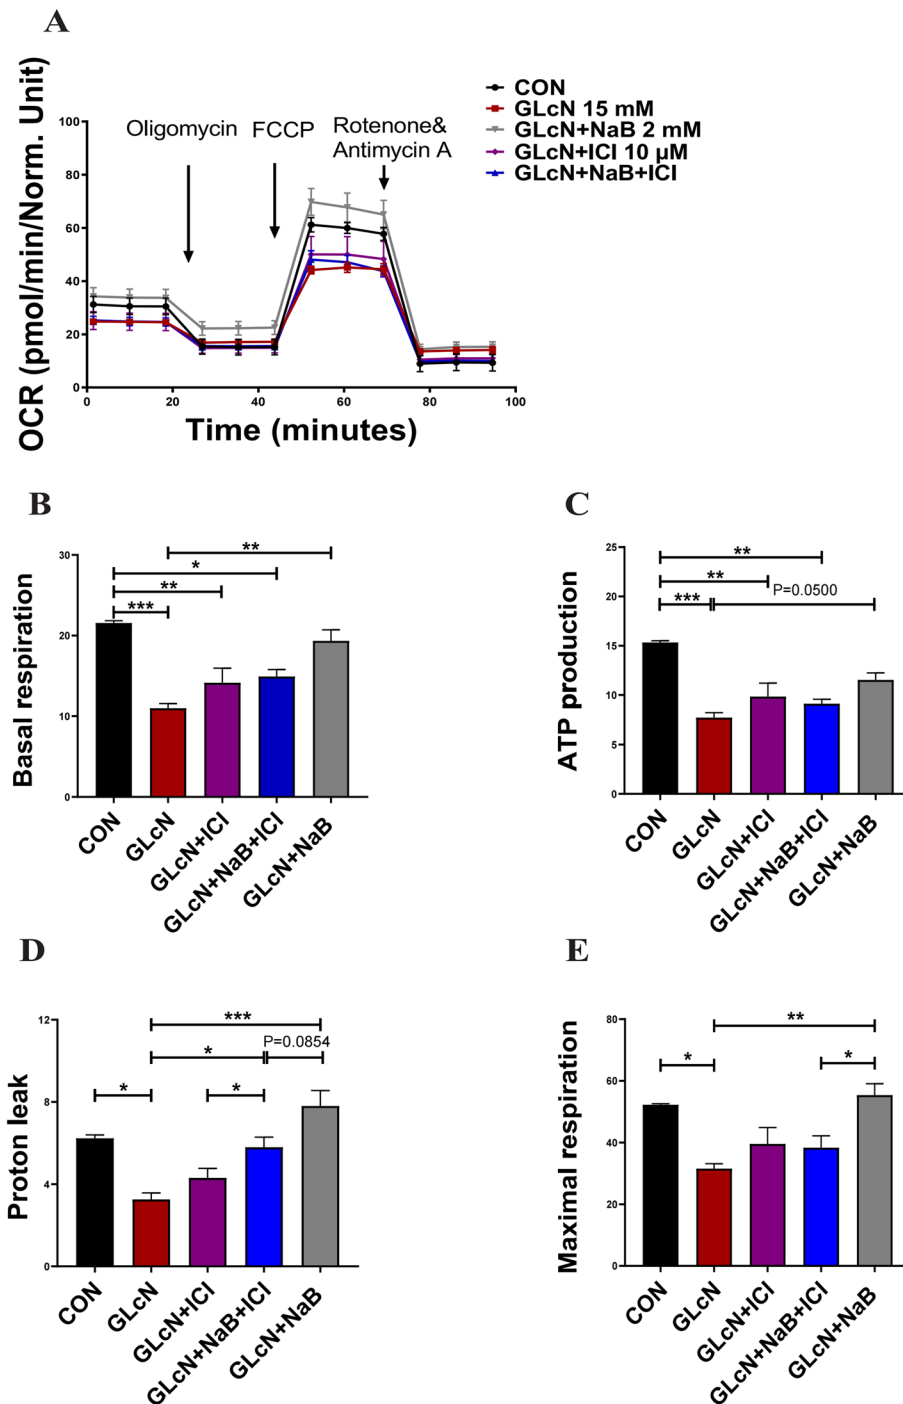 A
OCR (pmol/min/Norm. Unit)
100
80
60
40
20
0
Oligomycin
FCCP
Rotenone&
Antimycin A
0 20 40 60 80 100
Time (minutes)
CON
GLcN 15 mM
GLcN+NaB 2 mM
GLcN+ICI 10 μM
GLcN+NaB+ICI
B
Basal respiration
30
20
10
0
**
*
**
***
CON
GLcN
GLcN+ICI
GLcN+NaB+ICI
GLcN+NaB
C
ATP production
25
20
15
10
5
0
**
**
***
P=0.0500
CON
GLcN
GLcN+ICI
GLcN+NaB+ICI
GLcN+NaB
D
Proton leak
12
8
4
0
***
P=0.0854
*
*
*
CON
GLcN
GLcN+ICI
GLcN+NaB+ICI
GLcN+NaB
E
Maximal respiration
80
60
40
20
0
**
*
*
CON
GLcN
GLcN+ICI
GLcN+NaB+ICI
GLcN+NaB